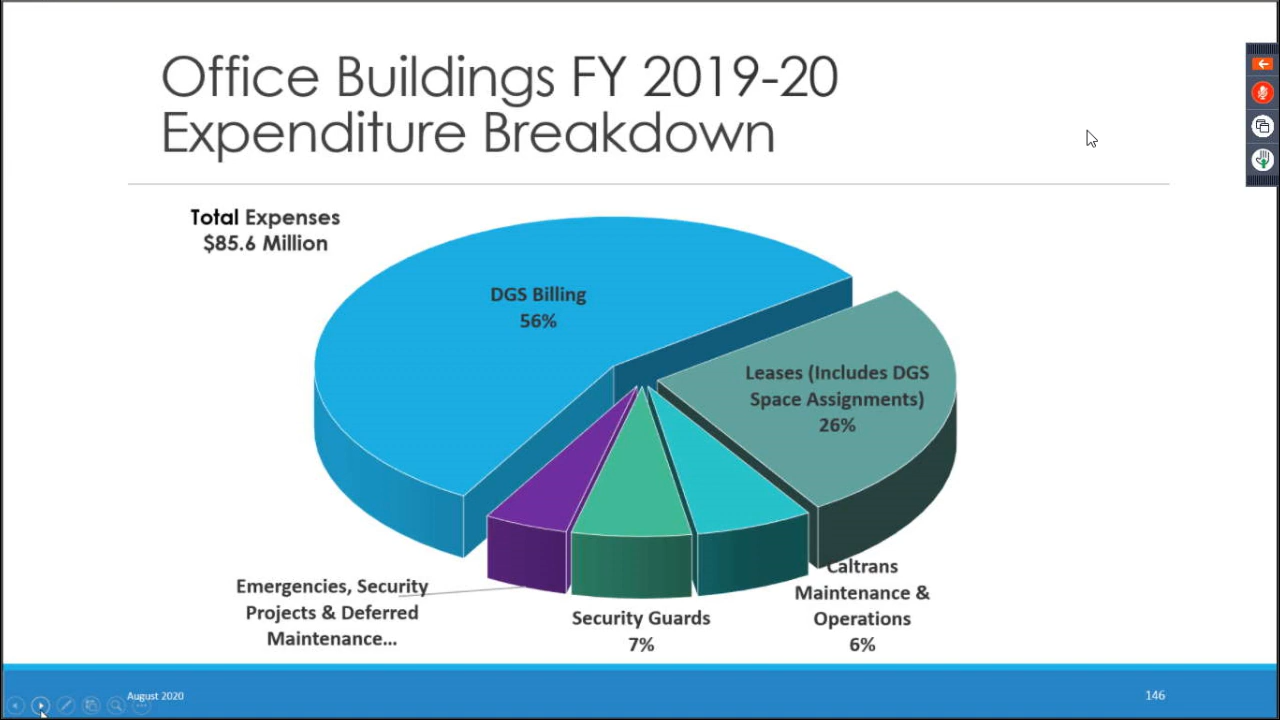 Office Buildings FY 2019-20
Expenditure Breakdown
Total Expenses
$85.6 Million
DGS Billing
56%
Leases (Includes DGS
Space Assignments)
26%
Caltrans
Maintenance &
Operations
6%
Security Guards
7%
Emergencies, Security
Projects & Deferred
Maintenance...
August 2020
146